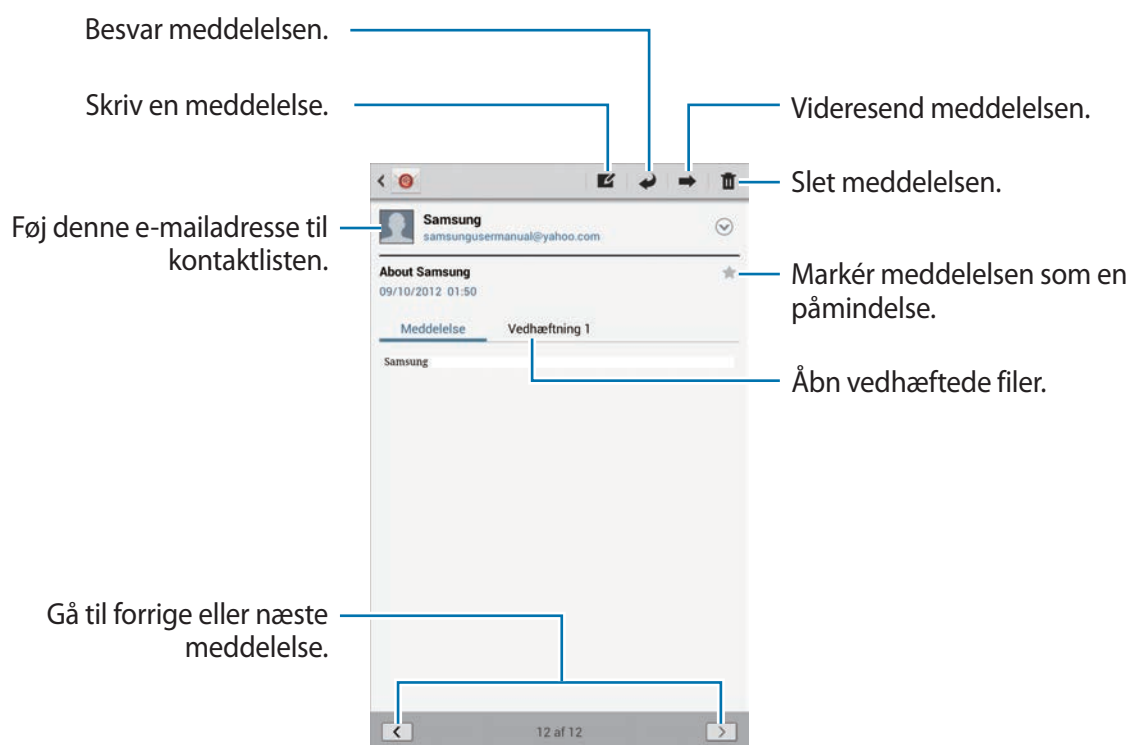 Besvar meddelelsen.
Skriv en meddelelse.
Videresend meddelelsen.
Slet meddelelsen.
Føj denne e-mailadresse til
kontaktlisten.
Samsung
samsungusermanual@yahoo.com
About Samsung
09/10/2012 01:50
Markér meddelelsen som en
påmindelse.
Meddelelse Vedhæftning 1
Samsung
Åbn vedhæftede filer.
Gå til forrige eller næste
meddelelse.
12 af 12